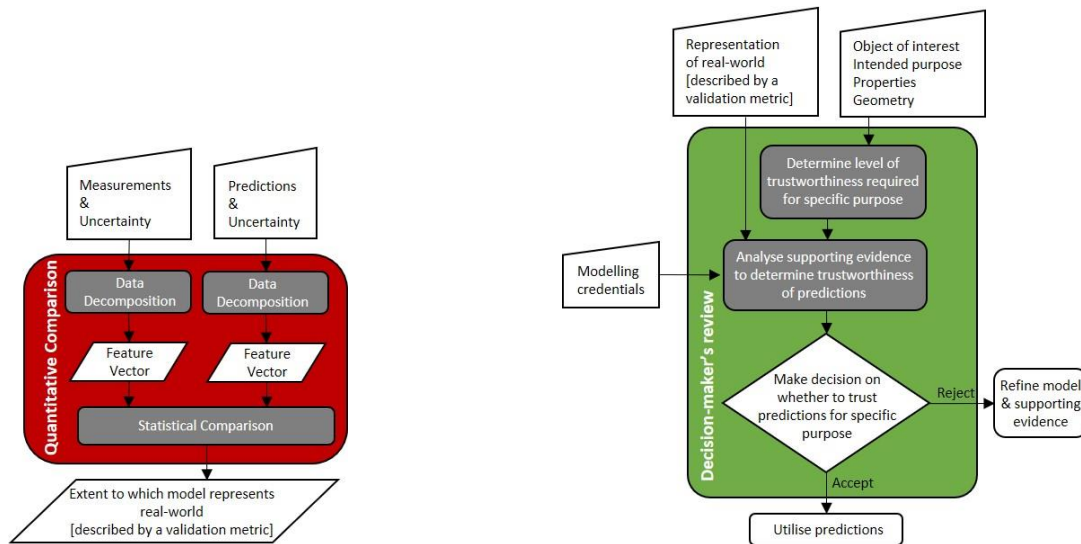 Measurements
&
Uncertainty
Predictions
&
Uncertainty
Quantitative Comparison
Data
Decomposition
Data
Decomposition
Feature
Vector
Feature
Vector
Statistical Comparison
Extent to which model represents
real-world
[described by a validation metric]
Representation
of real-world
[described by a
validation metric]
Object of interest
Intended purpose
Properties
Geometry
Decision-maker's review
Determine level of
trustworthiness required
for specific purpose
Modelling
credentials
Analyse supporting evidence
to determine trustworthiness
of predictions
Make decision on
whether to trust
predictions for specific
purpose
Reject
Refine model
& supporting
evidence
Accept
Utilise predictions